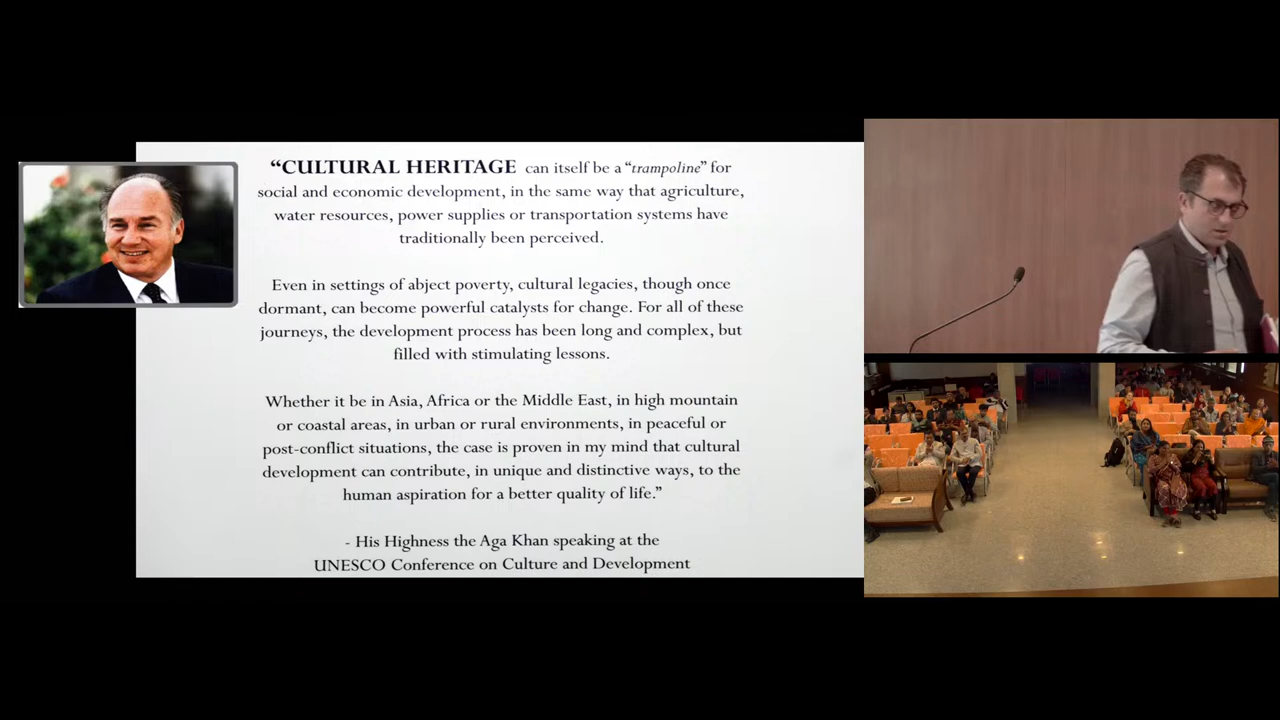 “CULTURAL HERITAGE can itself be a “trampoline” for
social and economic development, in the same way that agriculture,
water resources, power supplies or transportation systems have
traditionally been perceived.
Even in settings of abject poverty, cultural legacies, though once
dormant, can become powerful catalysts for change. For all of these
journeys, the development process has been long and complex, but
filled with stimulating lessons.
Whether it be in Asia, Africa or the Middle East, in high mountain
or coastal areas, in urban or rural environments, in peaceful or
post-conflict situations, the case is proven in my mind that cultural
development can contribute, in unique and distinctive ways, to the
human aspiration for a better quality of life.”
- His Highness the Aga Khan speaking at the
UNESCO Conference on Culture and Development